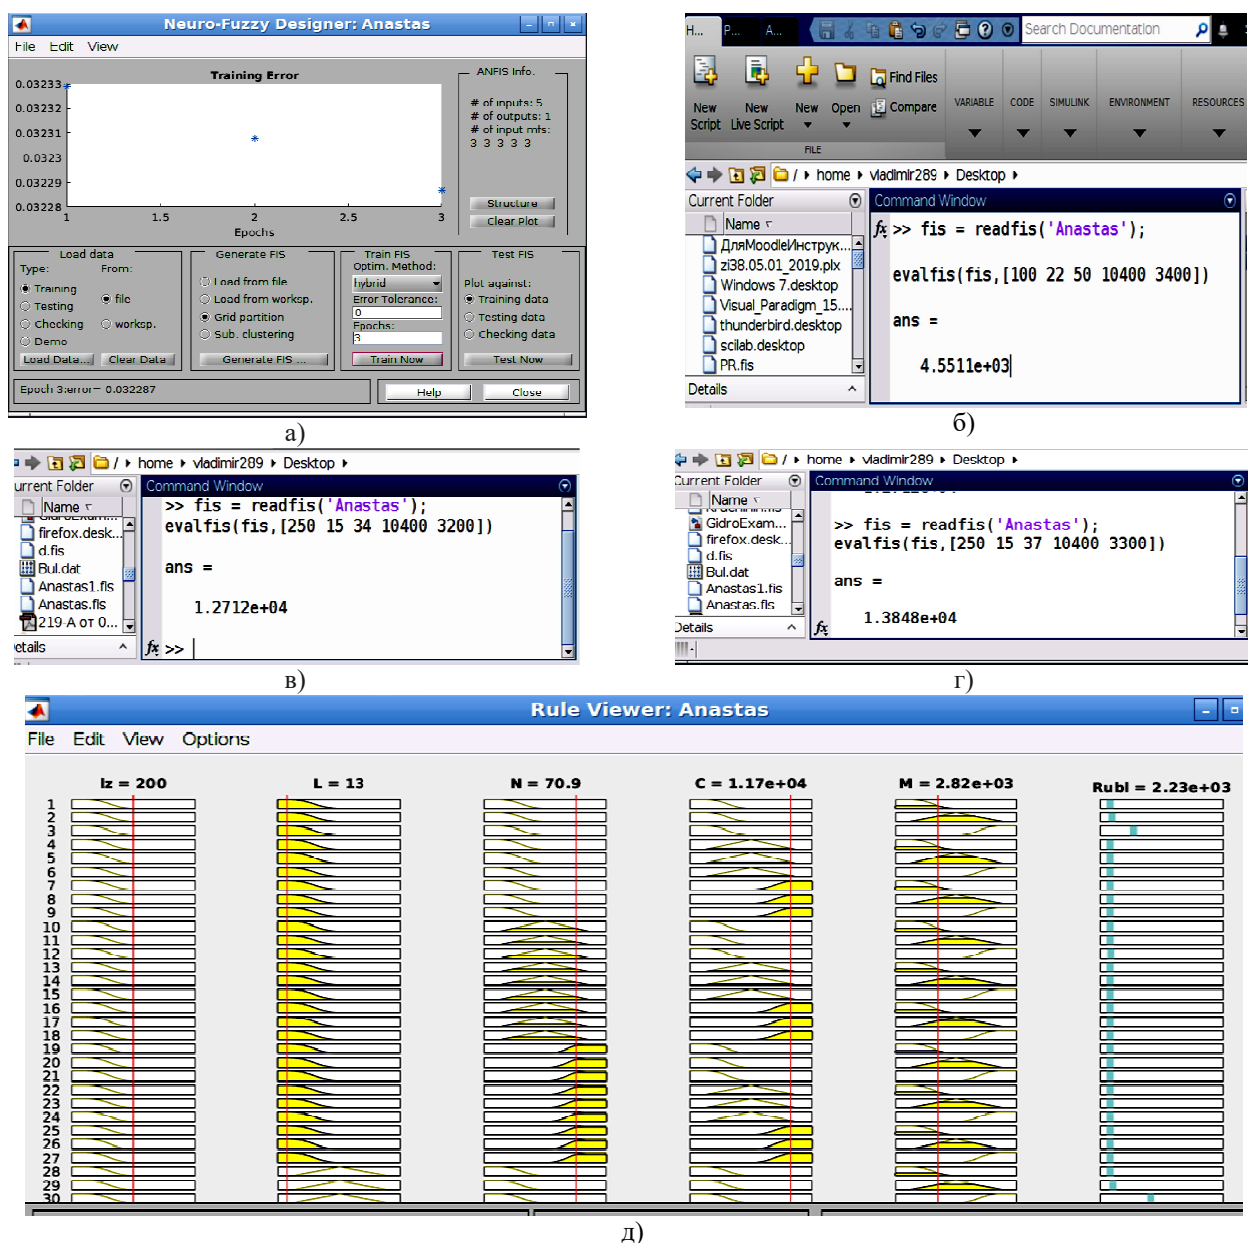 Neuro-Fuzzy Designer: Anastas
File Edit View
Training Error
0.03233
0.03232
0.03231
0.0323
0.03229
0.03228
1 1.5 2 2.5 3
Epochs
ANFIS Info.
# of inputs: 5
# of outputs: 1
# of input mfs:
3 3 3 3 3
Structure
Clear Plot
Load data
Type: From:
Training
Testing
Checking
Demo
file
worksp.
Load Data... Clear Data
Generate FIS
Load from file
Load from worksp.
Grid partition
Sub. clustering
Generate FIS ...
Train FIS
Optim. Method:
hybrid
Error Tolerance:
0
Epochs:
3
Train Now
Test FIS
Plot against:
Training data
Testing data
Checking data
Test Now
Epoch 3:error= 0.032287
Help Close
а)
H... P... A... Search Documentation
New Script
New Live Script
New
Open
Find Files
Compare
FILE
VARIABLE CODE SIMULINK ENVIRONMENT RESOURCES
/ home vladimir289 Desktop
Current Folder
Name
ДляMoodleИнструк...
zi38.05.01_2019.plx
Windows 7.desktop
Visual_Paradigm_15....
thunderbird.desktop
scilab.desktop
PR.fis
Details
Command Window
fx >> fis = readfis('Anastas');
evalfis(fis,[100 22 50 10400 3400])
ans =
4.5511e+03
б)
/ home vladimir289 Desktop
urrent Folder
Name
GidroExam...
firefox.desk...
d.fis
Bul.dat
Anastas1.fis
Anastas.fis
219-А от 0...
etails
Command Window
>> fis = readfis('Anastas');
evalfis(fis,[250 15 34 10400 3200])
ans =
1.2712e+04
fx >>
в)
/ home vladimir289 Desktop
Current Folder
Name
GidroExam...
firefox.desk...
d.fis
Bul.dat
Anastas1.fis
Anastas.fis
Details
Command Window
>> fis = readfis('Anastas');
evalfis(fis,[250 15 37 10400 3300])
ans =
1.3848e+04
fx
г)
Rule Viewer: Anastas
File Edit View Options
Iz = 200 L = 13 N = 70.9 C = 1.17e+04 M = 2.82e+03 Rubl = 2.23e+03
1
2
3
4
5
6
7
8
9
10
11
12
13
14
15
16
17
18
19
20
21
22
23
24
25
26
27
28
29
30
д)